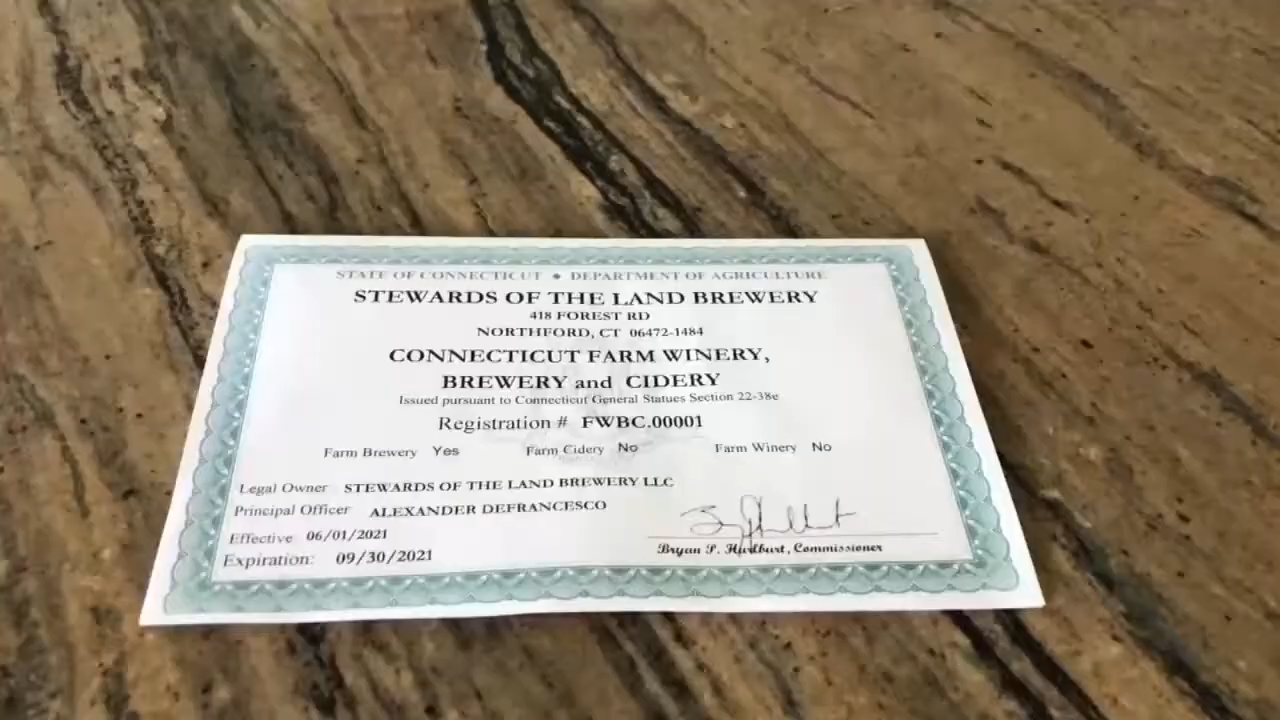 STATE OF CONNECTICUT ● DEPARTMENT OF AGRICULTURE
STEWARDS OF THE LAND BREWERY
418 FOREST RD
NORTHFORD, CT 06472-1484
CONNECTICUT FARM WINERY,
BREWERY and CIDERY
Issued pursuant to Connecticut General Statues Section 22-38e
Registration # FWBC.00001
Farm Brewery Yes Farm Cidery No Farm Winery No
Legal Owner STEWARDS OF THE LAND BREWERY LLC
Principal Officer ALEXANDER DEFRANCESCO
Effective 06/01/2021
Expiration: 09/30/2021
Bryan P. Hurlburt, Commissioner